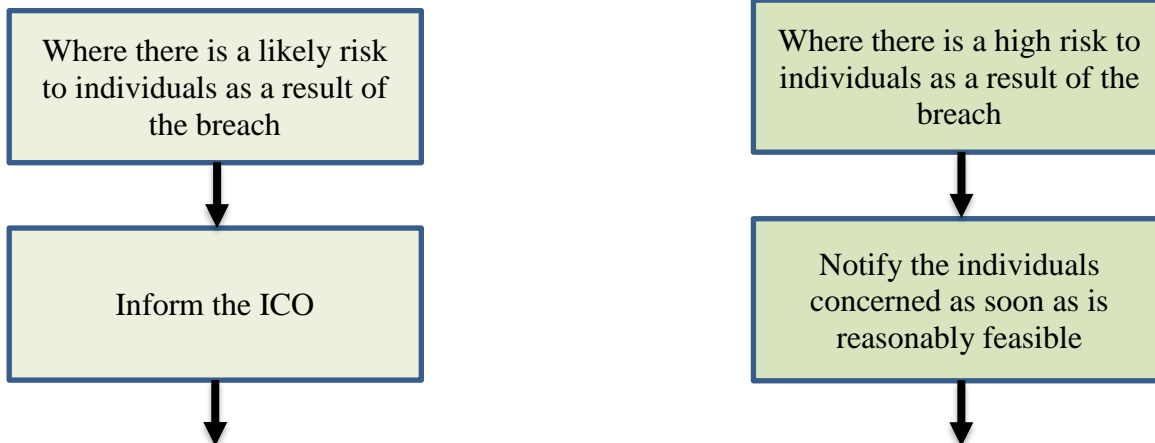 Where there is a likely risk
to individuals as a result of
the breach
Inform the ICO
Where there is a high risk to
individuals as a result of the
breach
Notify the individuals
concerned as soon as is
reasonably feasible